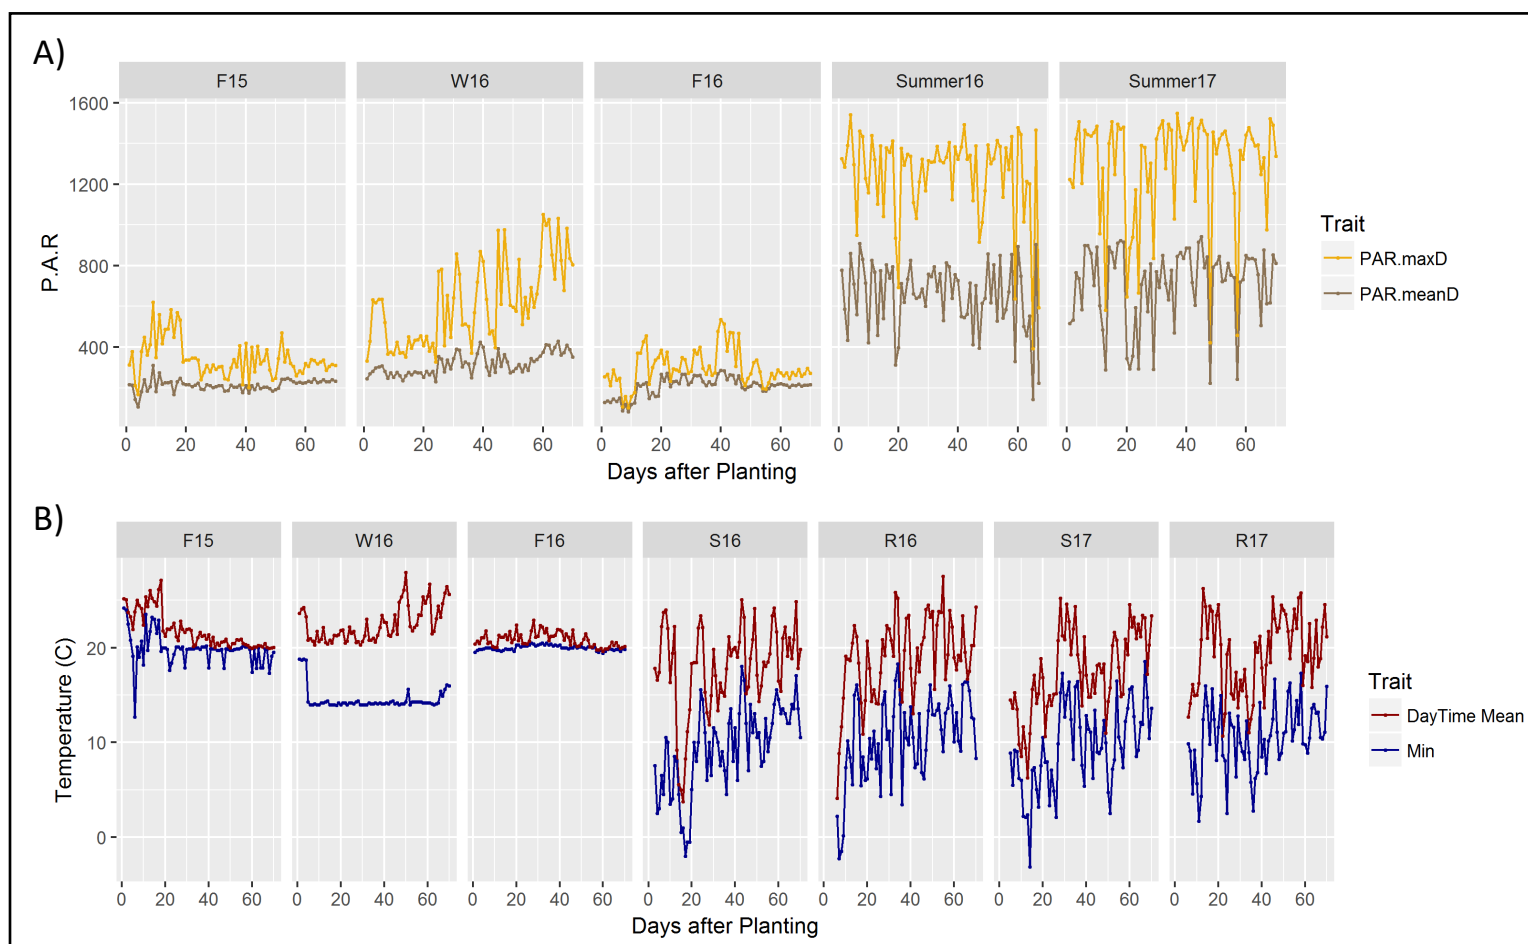 A)
F15 W16 F16 Summer16 Summer17
1600
1200
800
400
P.A.R
0 20 40 60 0 20 40 60 0 20 40 60 0 20 40 60 0 20 40 60
Days after Planting
Trait
PAR.maxD
PAR.meanD
B)
F15 W16 F16 S16 R16 S17 R17
20
10
0
Temperature (C)
0 20 40 60 0 20 40 60 0 20 40 60 0 20 40 60 0 20 40 60 0 20 40 60 0 20 40 60
Days after Planting
Trait
DayTime Mean
Min